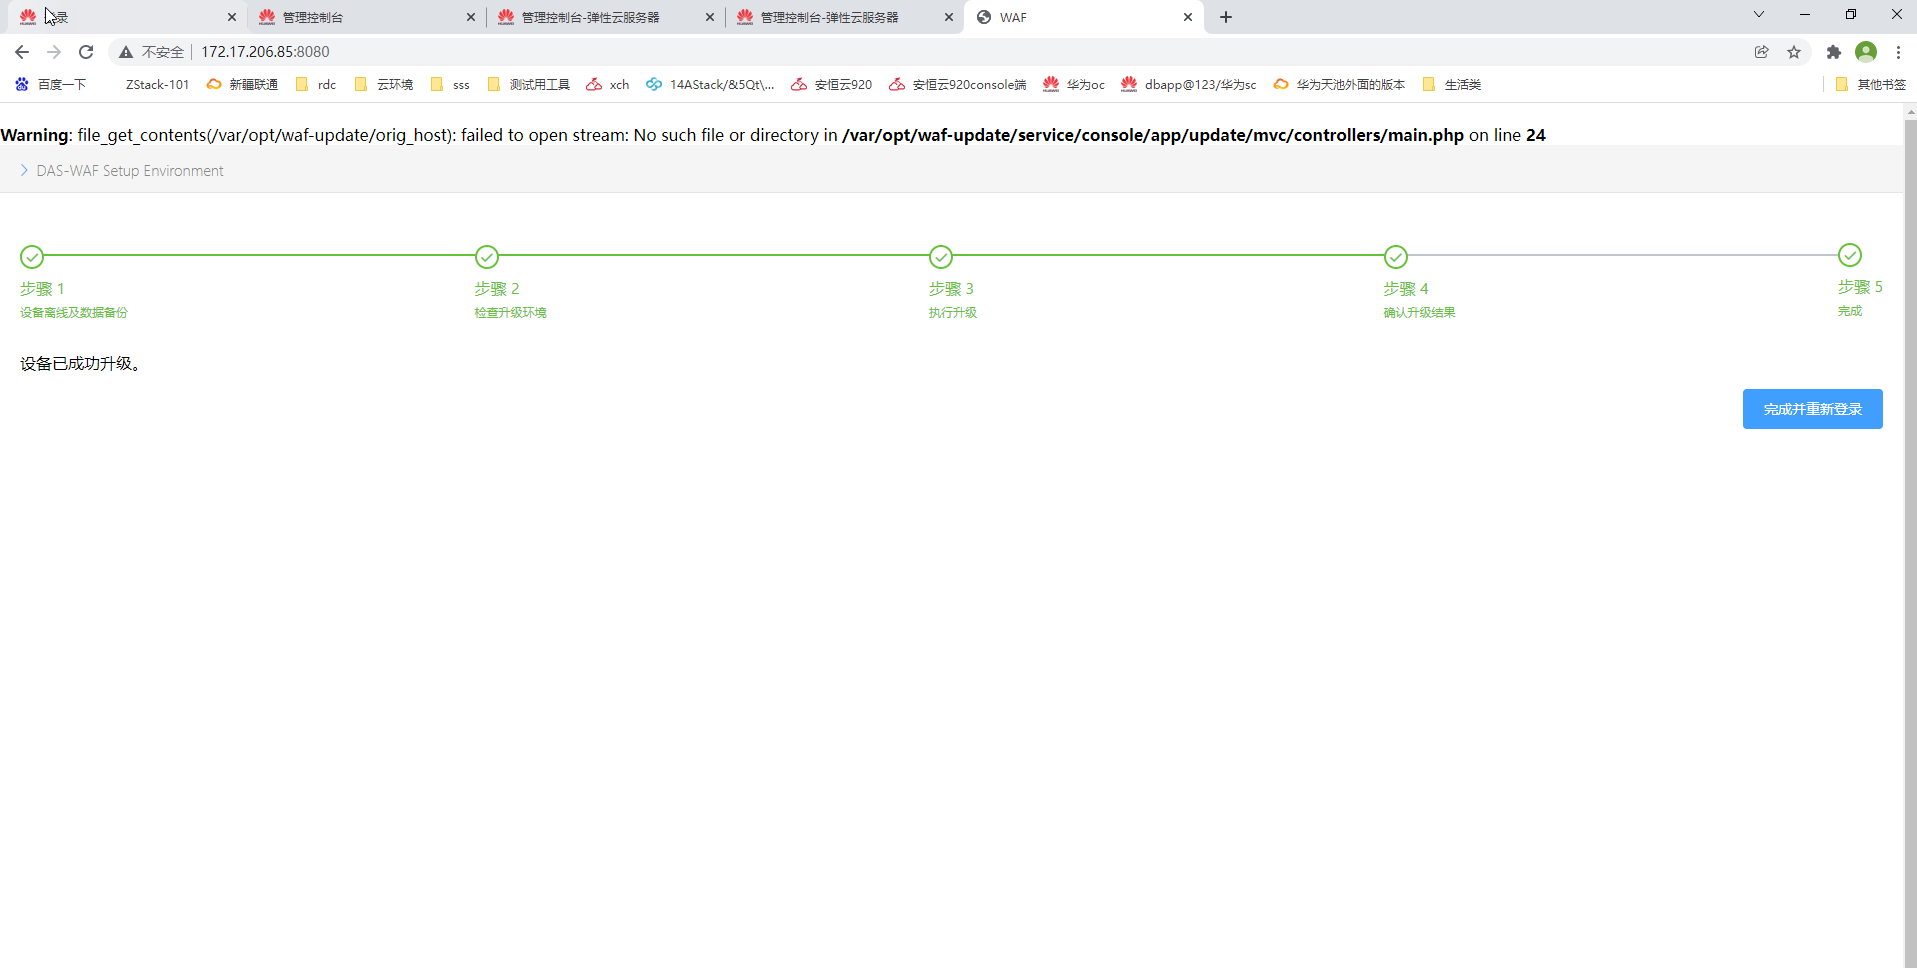 录
管理控制台
管理控制台-弹性云服务器
管理控制台-弹性云服务器
WAF
不安全
172.17.206.85:8080
百度一下
ZStack-101
新疆联通
rdc
云环境
sss
测试用工具
xch
14AStack/&5Qt\...
安恒云920
安恒云920console端
华为oc
dbapp@123/华为sc
华为天池外面的版本
生活类
其他书签
Warning: file_get_contents(/var/opt/waf-update/orig_host): failed to open stream: No such file or directory in /var/opt/waf-update/service/console/app/update/mvc/controllers/main.php on line 24
DAS-WAF Setup Environment
步骤 1
设备离线及数据备份
步骤 2
检查升级环境
步骤 3
执行升级
步骤 4
确认升级结果
步骤 5
完成
设备已成功升级。
完成并重新登录